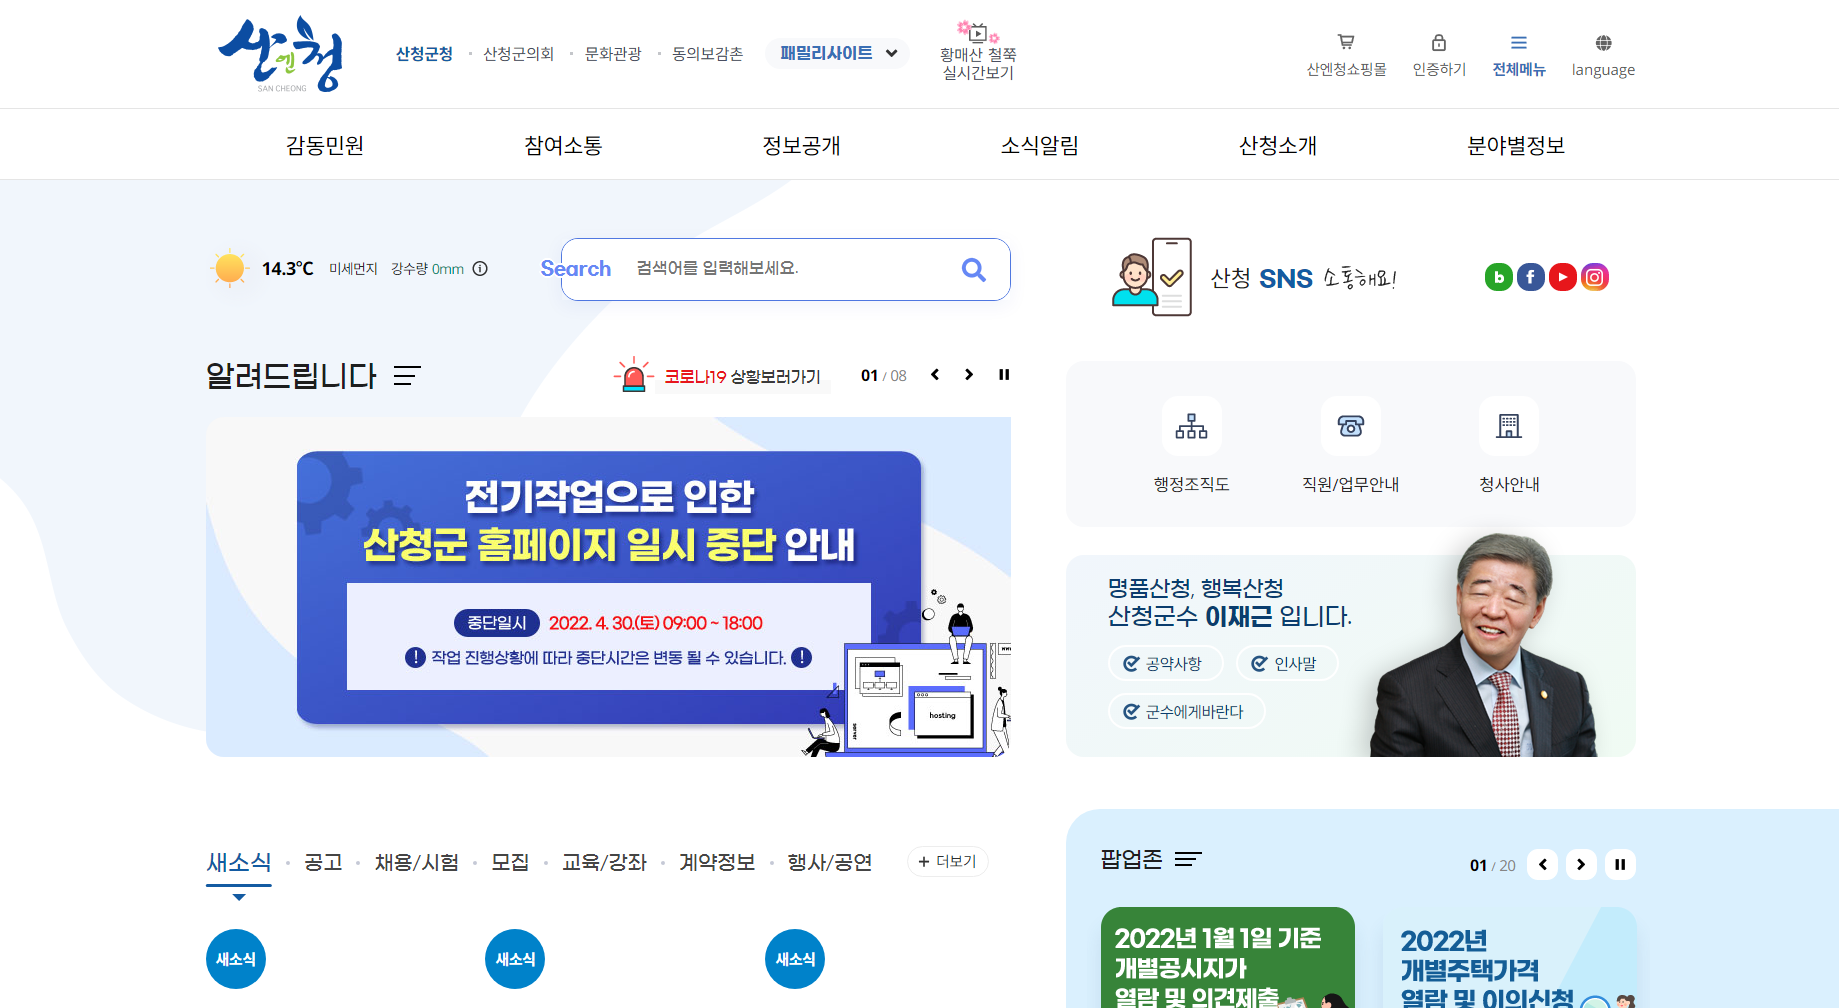 산엔청
SAN CHEONG
산청군청
산청군의회
문화관광
동의보감촌
패밀리사이트
황매산 철쭉
실시간보기
산엔청쇼핑몰
인증하기
전체메뉴
language
감동민원
참여소통
정보공개
소식알림
산청소개
분야별정보
14.3℃ 미세먼지 강수량 0mm
Search 검색어를 입력해보세요.
산청 SNS 소통해요!
알려드립니다
코로나19 상황보러가기
01 / 08
전기작업으로 인한
산청군 홈페이지 일시 중단 안내
중단일시 2022. 4. 30.(토) 09:00 ~ 18:00
! 작업 진행상황에 따라 중단시간은 변동 될 수 있습니다. !
hosting
행정조직도
직원/업무안내
청사안내
명품산청, 행복산청
산청군수 이재근 입니다.
공약사항
인사말
군수에게바란다
새소식
공고
채용/시험
모집
교육/강좌
계약정보
행사/공연
+ 더보기
새소식
새소식
새소식
팝업존
01 / 20
2022년 1월 1일 기준
개별공시지가
열람 및 의견제출
2022년
개별주택가격
열람 및 이의신청